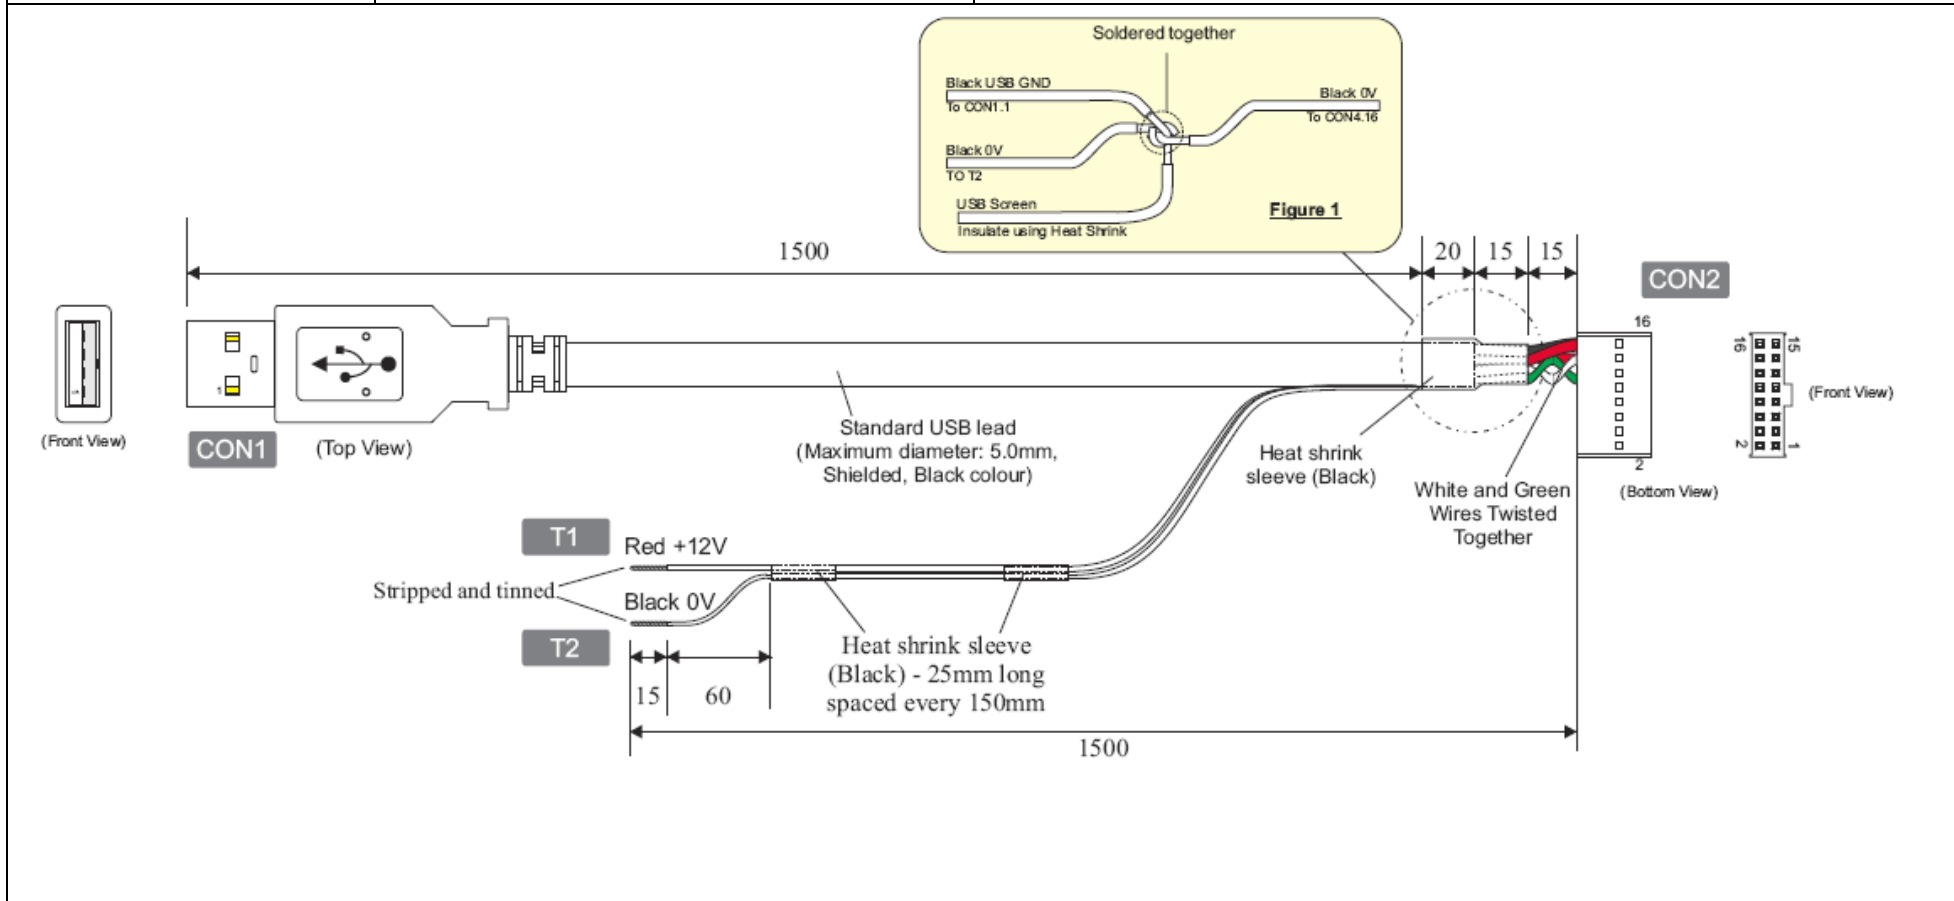 Soldered together
Black USB GND
To CON1.1
Black 0V
To CON4.16
Black 0V
TO T2
USB Screen
Insulate using Heat Shrink
Figure 1
1500
20
15
15
CON2
16
16
15
(Front View)
2
1
2
(Bottom View)
1
1
(Front View)
CON1
(Top View)
Standard USB lead
(Maximum diameter: 5.0mm,
Shielded, Black colour)
Heat shrink
sleeve (Black)
White and Green
Wires Twisted
Together
T1
Red +12V
Stripped and tinned
Black 0V
T2
Heat shrink sleeve
(Black) - 25mm long
spaced every 150mm
15
60
1500